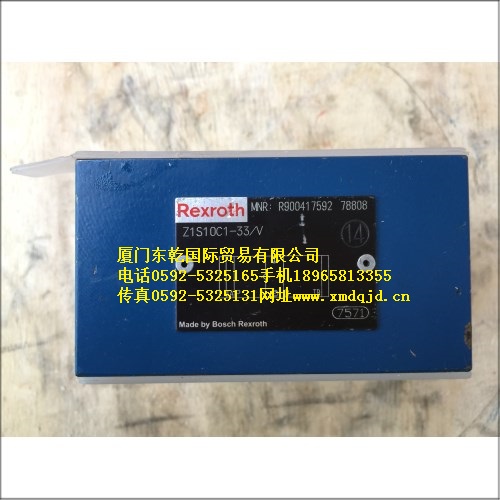 Rexroth MNR: R900417592 78808
Z1S10C1-33/V
14
厦门东乾国际贸易有限公司
电话0592-5325165手机18965813355
传真0592-5325131网址www.xmdqjd.cn
TB
Made by Bosch Rexroth 7571